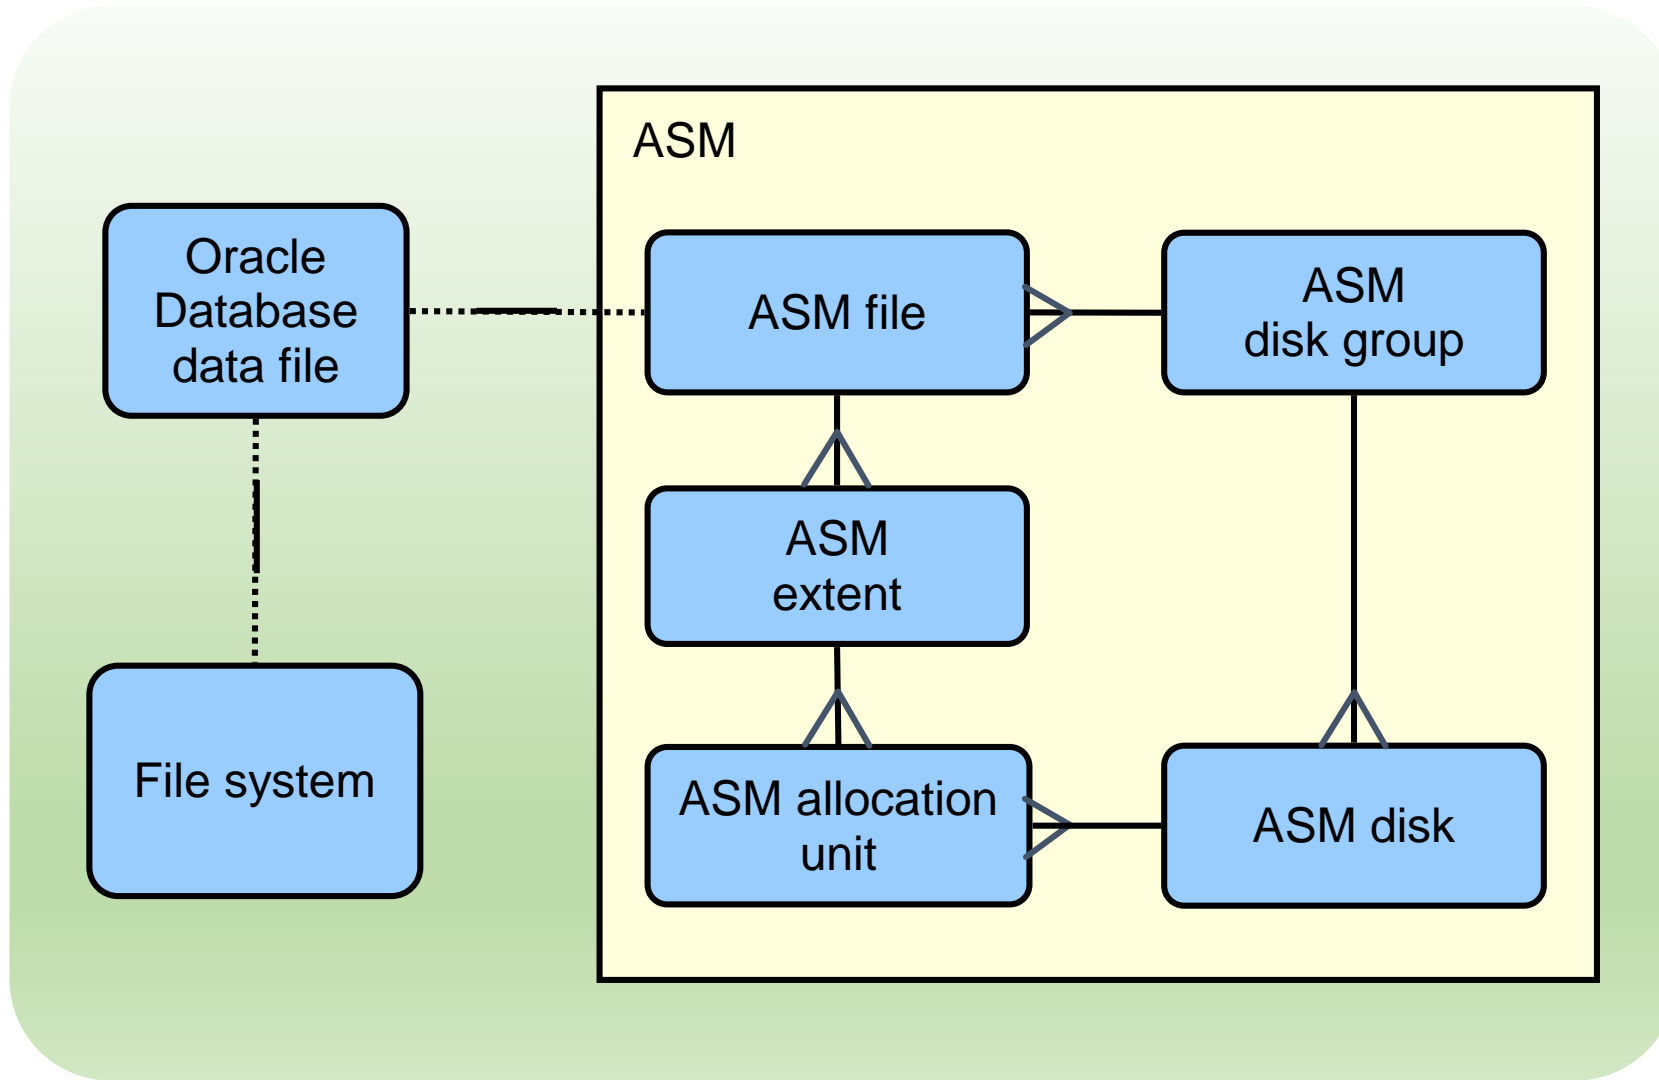 ASM
Oracle
Database
data file
ASM file
ASM
disk group
ASM
extent
File system
ASM allocation
unit
ASM disk